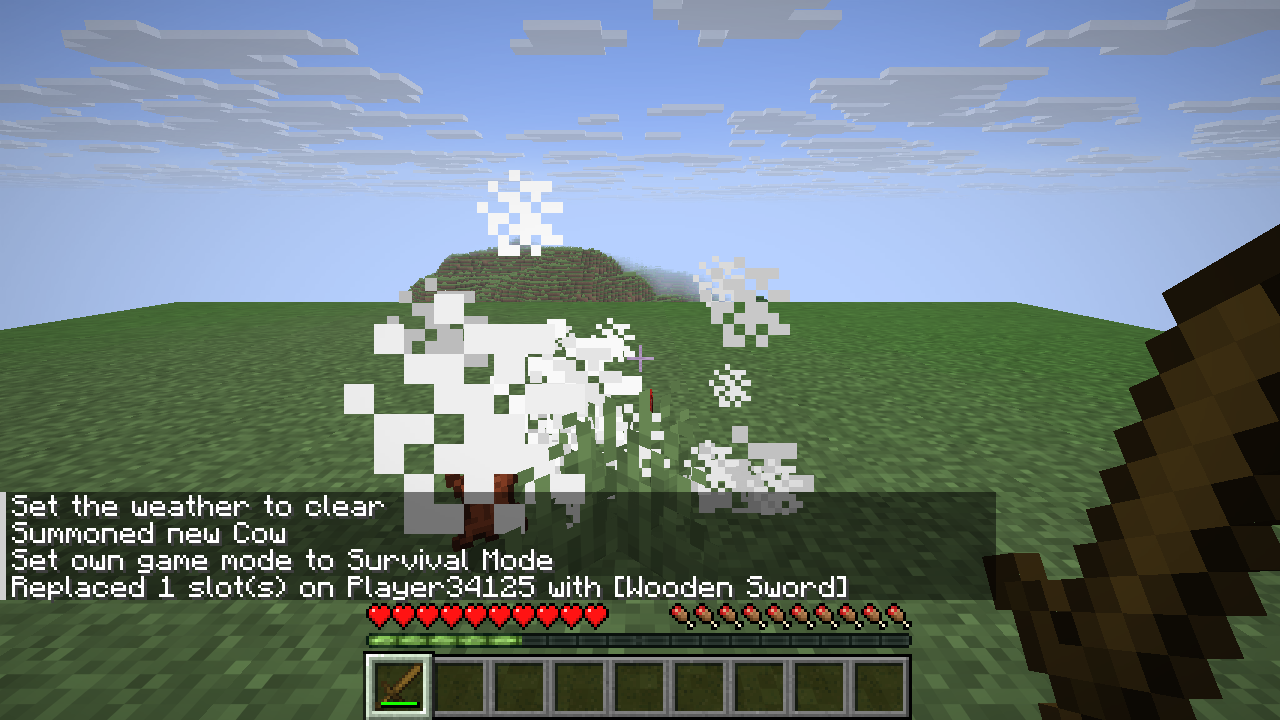 Set the weather to clear
Summoned new Cow
Set own game mode to Survival Mode
Replaced 1 slot(s) on Player34125 with [Wooden Sword]